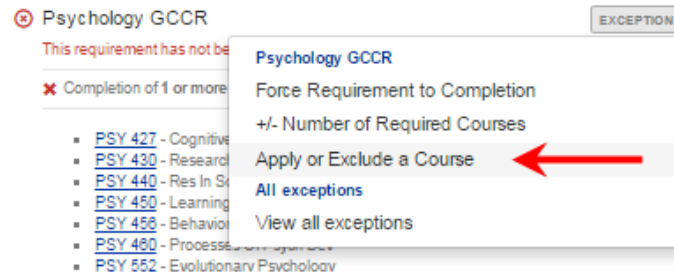 Psychology GCCR
EXCEPTION
This requirement has not be
Completion of 1 or more
PSY 427 - Cognitive
PSY 430 - Research
PSY 440 - Res In So
PSY 450 - Learning
PSY 456 - Behavior
PSY 460 - Processes
PSY 552 - Evolutionary Psychology
Psychology GCCR
Force Requirement to Completion
+/- Number of Required Courses
Apply or Exclude a Course
All exceptions
View all exceptions